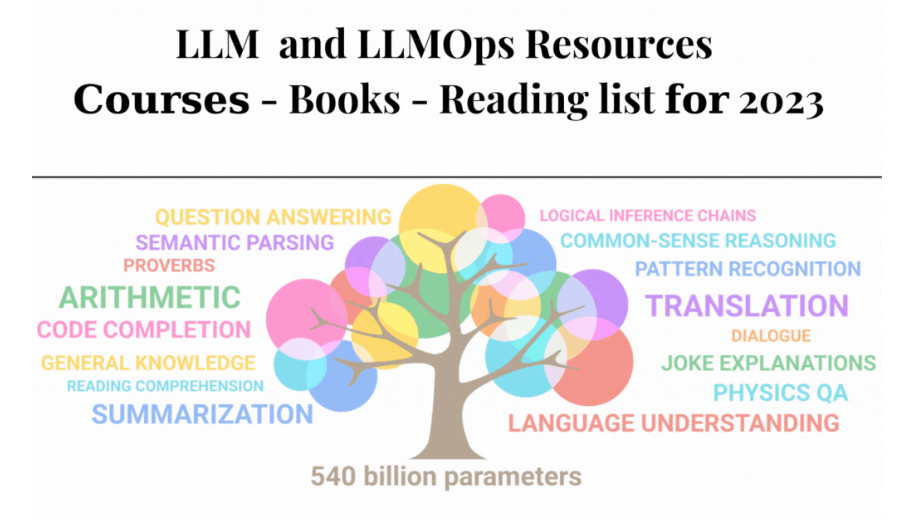 LLM and LLMOps Resources
Courses - Books - Reading list for 2023
QUESTION ANSWERING
SEMANTIC PARSING
PROVERBS
ARITHMETIC
CODE COMPLETION
GENERAL KNOWLEDGE
READING COMPREHENSION
SUMMARIZATION
LOGICAL INFERENCE CHAINS
COMMON-SENSE REASONING
PATTERN RECOGNITION
TRANSLATION
DIALOGUE
JOKE EXPLANATIONS
PHYSICS QA
LANGUAGE UNDERSTANDING
540 billion parameters